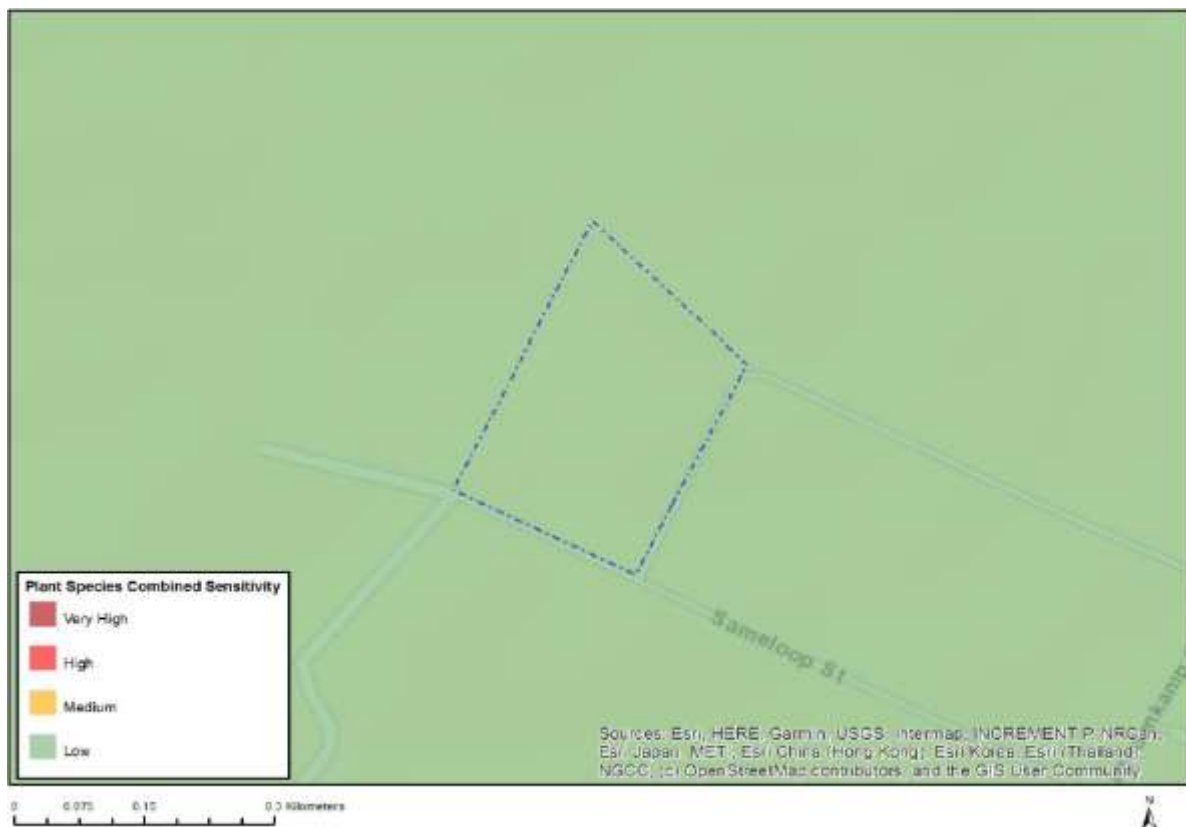 Sameloop St
Plant Species Combined Sensitivity
Very High
High
Medium
Low
Sources: Esri, HERE, Garmin, USGS, Intermap, INCREMENT P, NRCan,
Esri Japan, METI, Esri China (Hong Kong), Esri Korea, Esri (Thailand),
NGCC, (c) OpenStreetMap contributors, and the GIS User Community
0 0.075 0.15 0.3 Kilometers
N